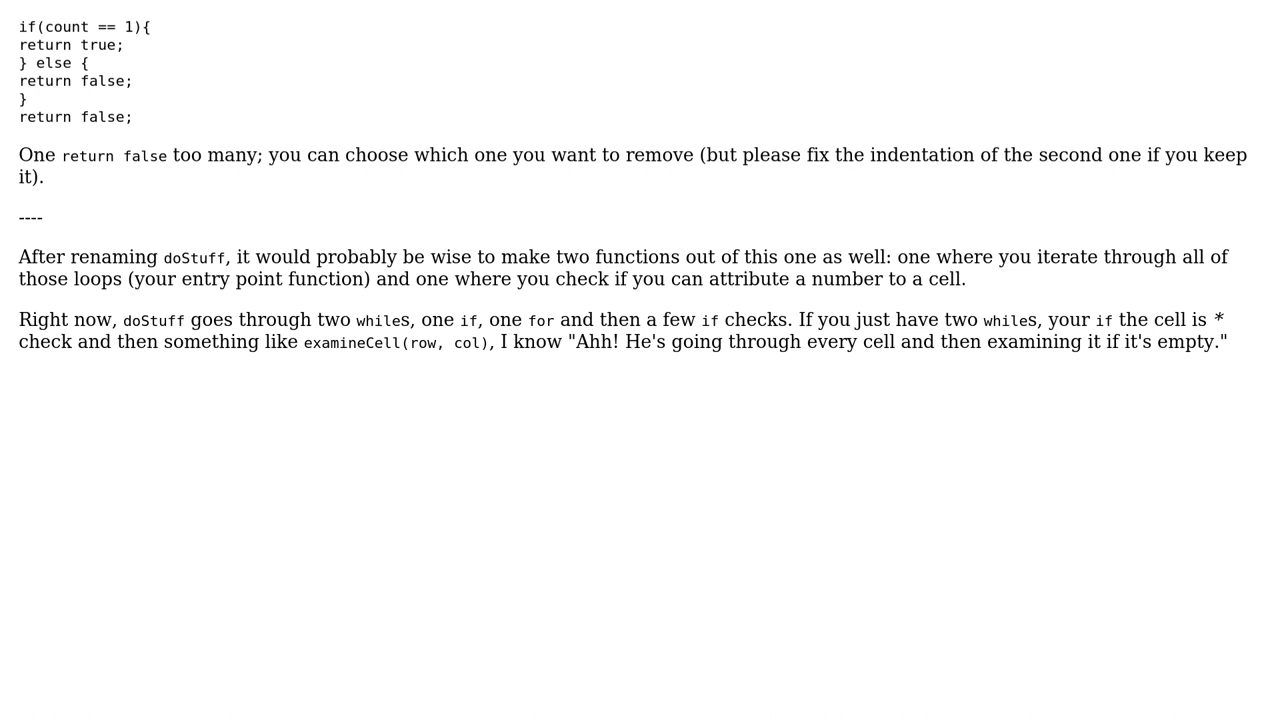 if(count == 1){
return true;
} else {
return false;
}
return false;
One return false too many; you can choose which one you want to remove (but please fix the indentation of the second one if you keep
it).
----
After renaming doStuff, it would probably be wise to make two functions out of this one as well: one where you iterate through all of
those loops (your entry point function) and one where you check if you can attribute a number to a cell.
Right now, doStuff goes through two whiles, one if, one for and then a few if checks. If you just have two whiles, your if the cell is *
check and then something like examineCell(row, col), I know "Ahh! He's going through every cell and then examining it if it's empty."